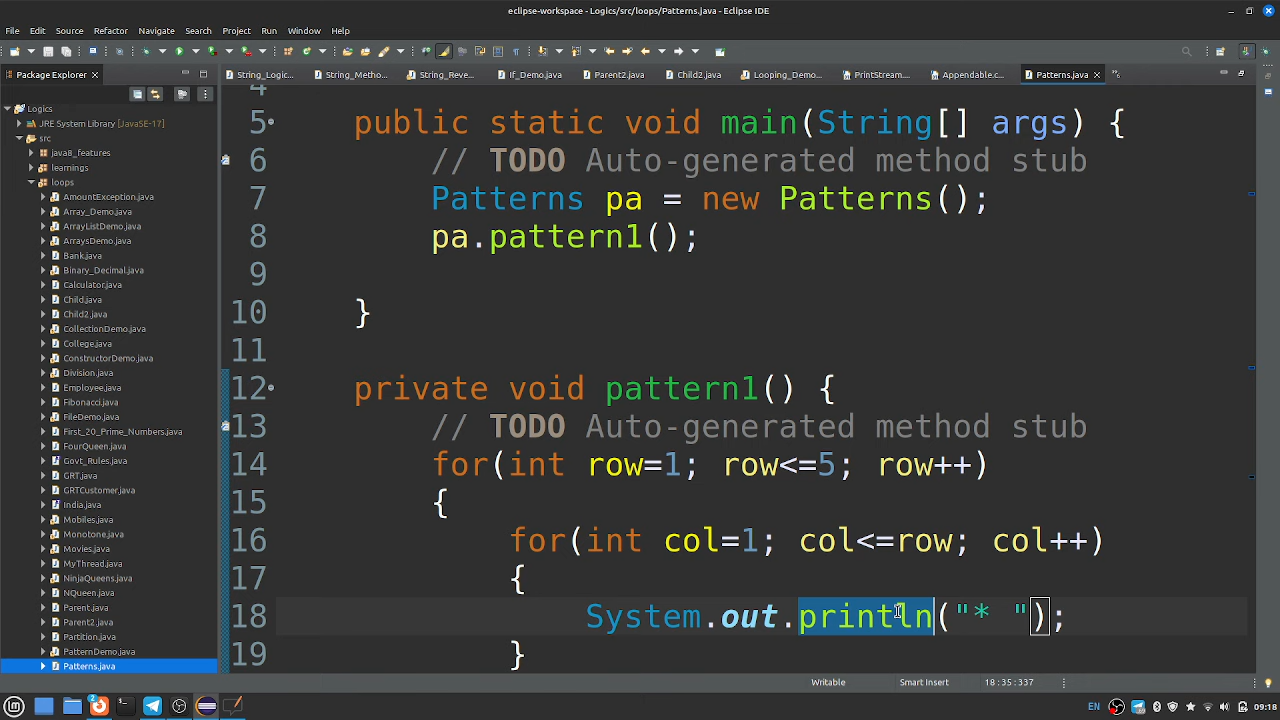 eclipse-workspace - Logics/src/loops/Patterns.java - Eclipse IDE
File Edit Source Refactor Navigate Search Project Run Window Help
Package Explorer
String_Logic...
String_Metho...
String_Reve...
If_Demo.java
Parent2.java
Child2.java
Looping_Demo...
PrintStream....
Appendable.c...
Patterns.java
Logics
JRE System Library [JavaSE-17]
src
java8_features
learnings
loops
AmountException.java
Array_Demo.java
ArrayListDemo.java
ArraysDemo.java
Bank.java
Binary_Decimal.java
Calculator.java
Child.java
Child2.java
CollectionDemo.java
College.java
ConstructorDemo.java
Division.java
Employee.java
Fibonacci.java
FileDemo.java
First_20_Prime_Numbers.java
FourQueen.java
Govt_Rules.java
GRT.java
GRTCustomer.java
India.java
Mobiles.java
Monotone.java
Movies.java
MyThread.java
NinjaQueens.java
NQueen.java
Parent.java
Parent2.java
Partition.java
PatternDemo.java
Patterns.java
4
5 public static void main(String[] args) {
6 // TODO Auto-generated method stub
7 Patterns pa = new Patterns();
8 pa.pattern1();
9
10 }
11
12 private void pattern1() {
13 // TODO Auto-generated method stub
14 for(int row=1; row<=5; row++)
15 {
16 for(int col=1; col<=row; col++)
17 {
18 System.out.println("* ");
19 }
Writable Smart Insert 18:35:337
2
EN 09:18